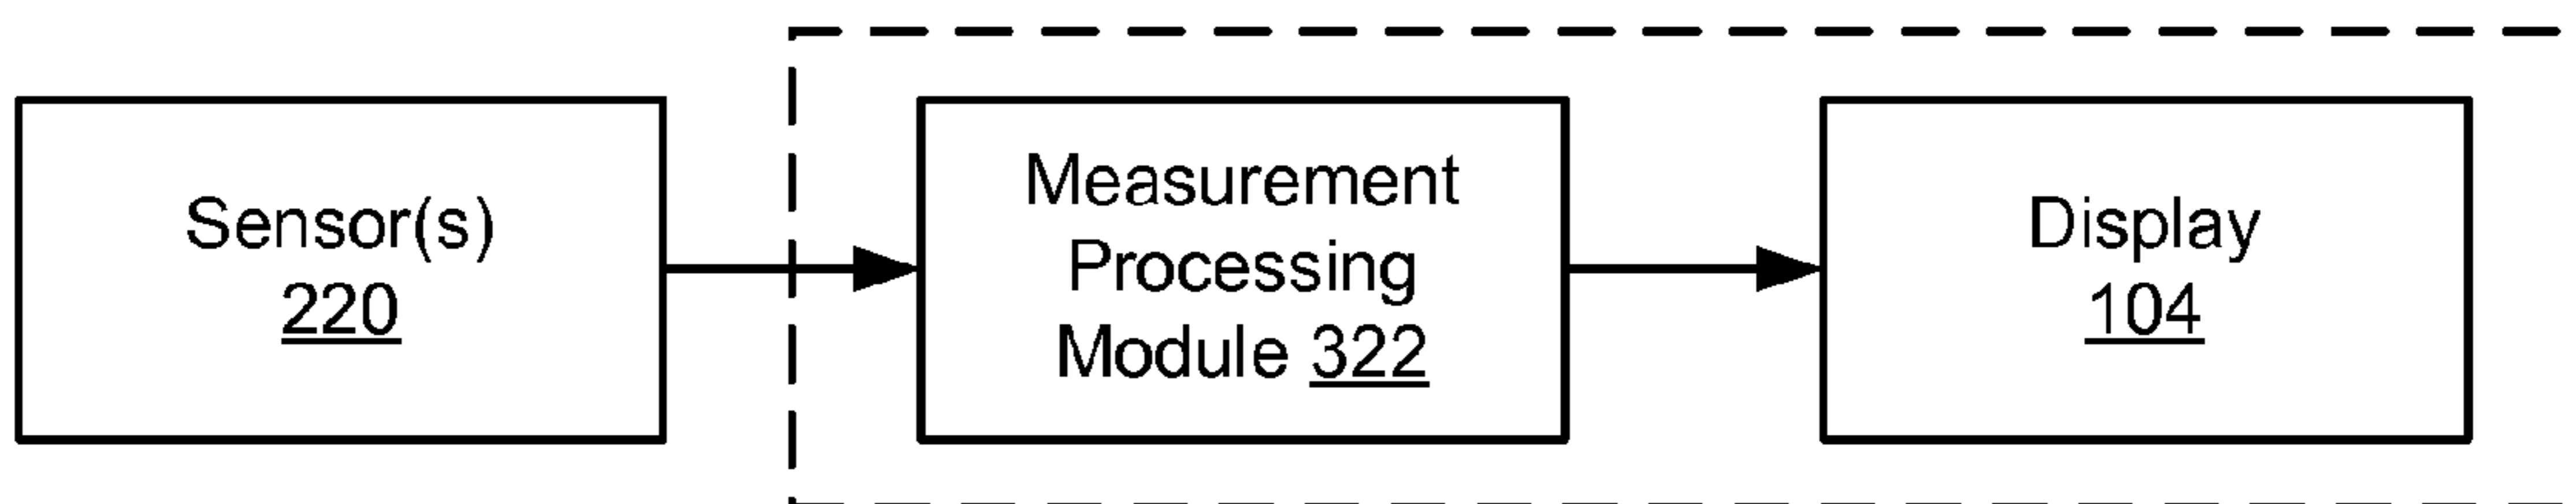 Sensor(s)
220
Measurement
Processing
Module 322
Display
104